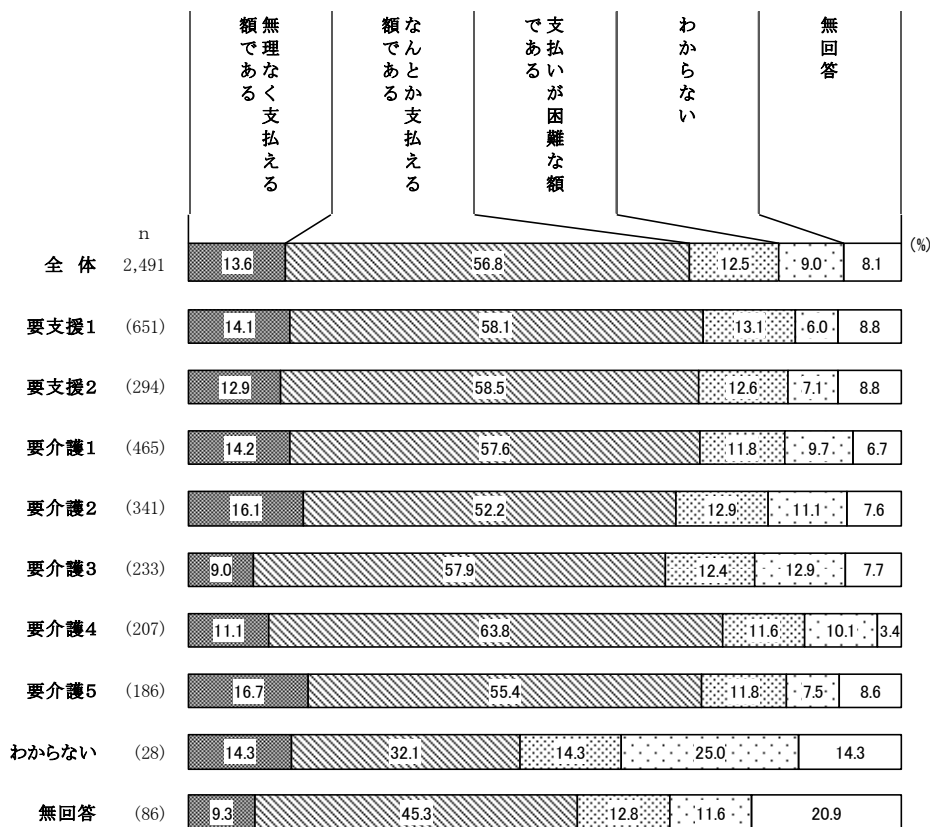 無理なく支払える
額である
なんとか支払える
額である
支払いが困難な額
である
わからない
無回答
n
(%)
全 体 2,491 13.6 56.8 12.5 9.0 8.1
要支援1 (651) 14.1 58.1 13.1 6.0 8.8
要支援2 (294) 12.9 58.5 12.6 7.1 8.8
要介護1 (465) 14.2 57.6 11.8 9.7 6.7
要介護2 (341) 16.1 52.2 12.9 11.1 7.6
要介護3 (233) 9.0 57.9 12.4 12.9 7.7
要介護4 (207) 11.1 63.8 11.6 10.1 3.4
要介護5 (186) 16.7 55.4 11.8 7.5 8.6
わからない (28) 14.3 32.1 14.3 25.0 14.3
無回答 (86) 9.3 45.3 12.8 11.6 20.9